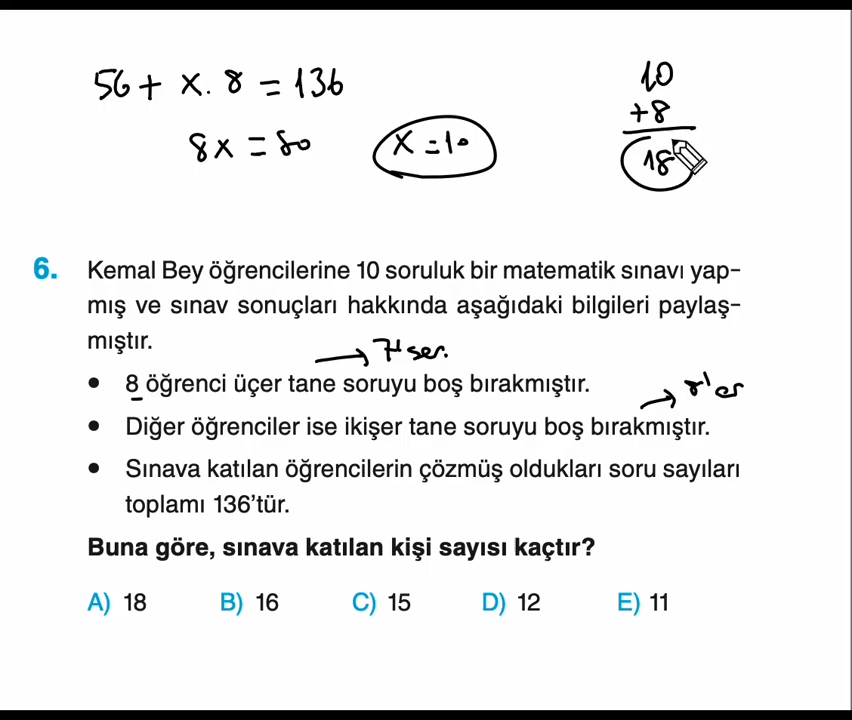 56 + x . 8 = 136
8x = 80
x = 10
10
+8
18
6. Kemal Bey öğrencilerine 10 soruluk bir matematik sınavı yap-
mış ve sınav sonuçları hakkında aşağıdaki bilgileri paylaş-
mıştır.
→ 7'ser.
• 8 öğrenci üçer tane soruyu boş bırakmıştır.
→ 8'er
• Diğer öğrenciler ise ikişer tane soruyu boş bırakmıştır.
• Sınava katılan öğrencilerin çözmüş oldukları soru sayıları
toplamı 136'tür.
Buna göre, sınava katılan kişi sayısı kaçtır?
A) 18 B) 16 C) 15 D) 12 E) 11